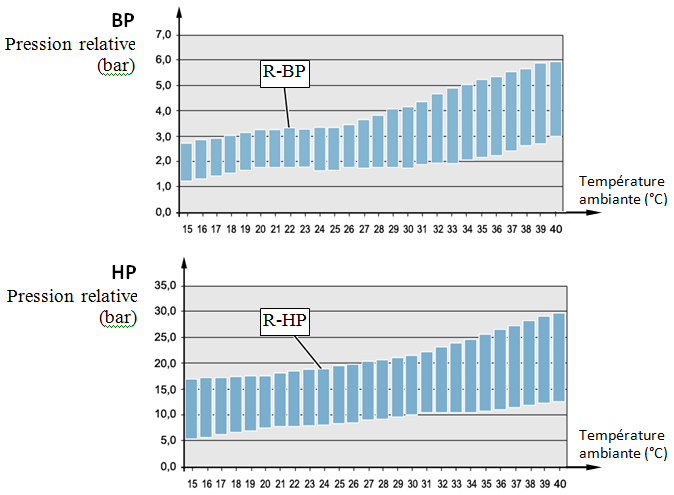 BP
Pression relative
(bar)
7,0
6,0
5,0
4,0
3,0
2,0
1,0
0,0
R-BP
15 16 17 18 19 20 21 22 23 24 25 26 27 28 29 30 31 32 33 34 35 36 37 38 39 40
Température
ambiante (°C)
HP
Pression relative
(bar)
35,0
30,0
25,0
20,0
15,0
10,0
5,0
0,0
R-HP
15 16 17 18 19 20 21 22 23 24 25 26 27 28 29 30 31 32 33 34 35 36 37 38 39 40
Température
ambiante (°C)